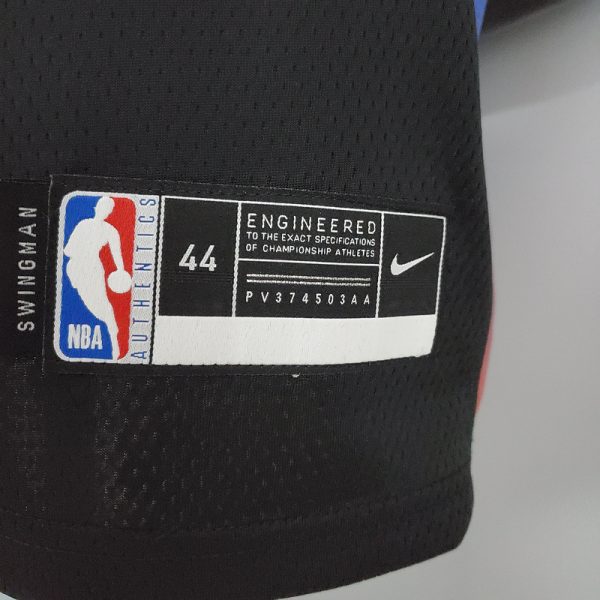 SWINGMAN
NBA
AUTHENTICS
44
ENGINEERED
TO THE EXACT SPECIFICATIONS
OF CHAMPIONSHIP ATHLETES
PV374503AA